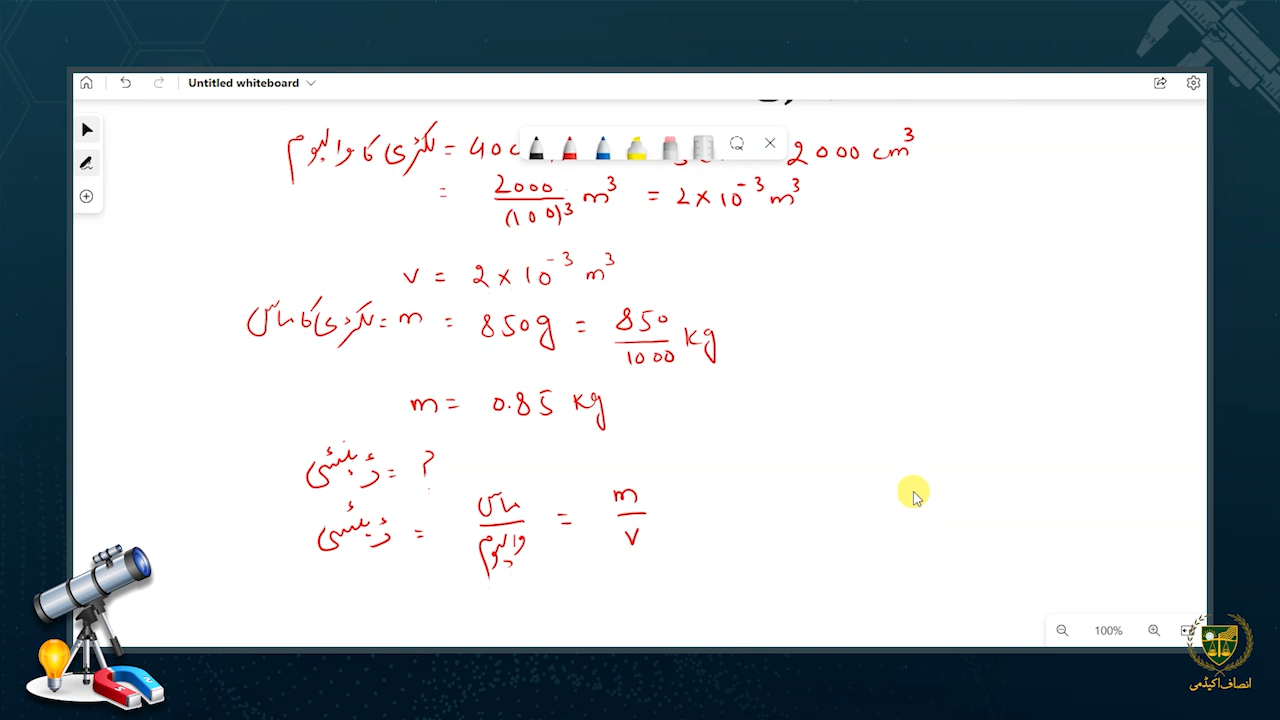 Untitled whiteboard
لکڑی کا والیوم = 40 2000 cm³
= 2000/(100)³ m³ = 2 × 10⁻³ m³
v = 2 × 10⁻³ m³
لکڑی کا ماس = m = 850g = 850/1000 kg
m = 0.85 kg
ڈینسٹی = ?
ڈینسٹی = ماس/والیوم = m/v
100%
انصاف اکیڈمی